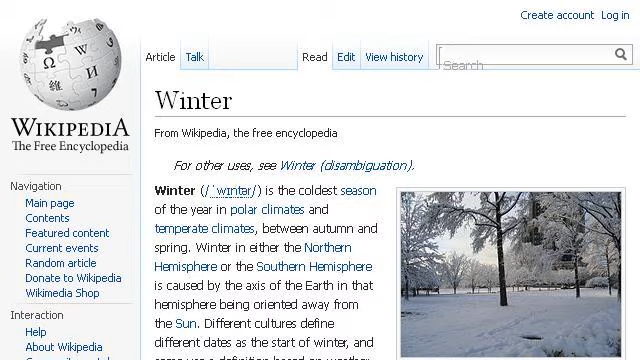 Create account Log in
Article Talk Read Edit View history Search
WIKIPEDIA
The Free Encyclopedia
Winter
From Wikipedia, the free encyclopedia
For other uses, see Winter (disambiguation).
Navigation
Main page
Contents
Featured content
Current events
Random article
Donate to Wikipedia
Wikimedia Shop
Interaction
Help
About Wikipedia
Winter (/ˈwɪntər/) is the coldest season
of the year in polar climates and
temperate climates, between autumn and
spring. Winter in either the Northern
Hemisphere or the Southern Hemisphere
is caused by the axis of the Earth in that
hemisphere being oriented away from
the Sun. Different cultures define
different dates as the start of winter, and